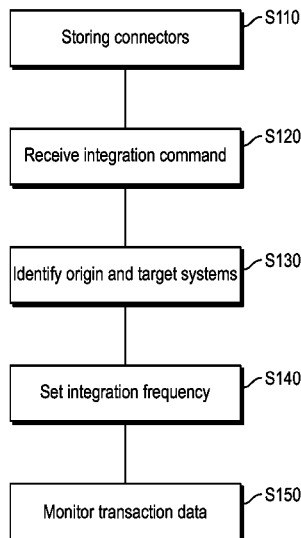 Storing connectors
S110
Receive integration command
S120
Identify origin and target systems
S130
Set integration frequency
S140
Monitor transaction data
S150